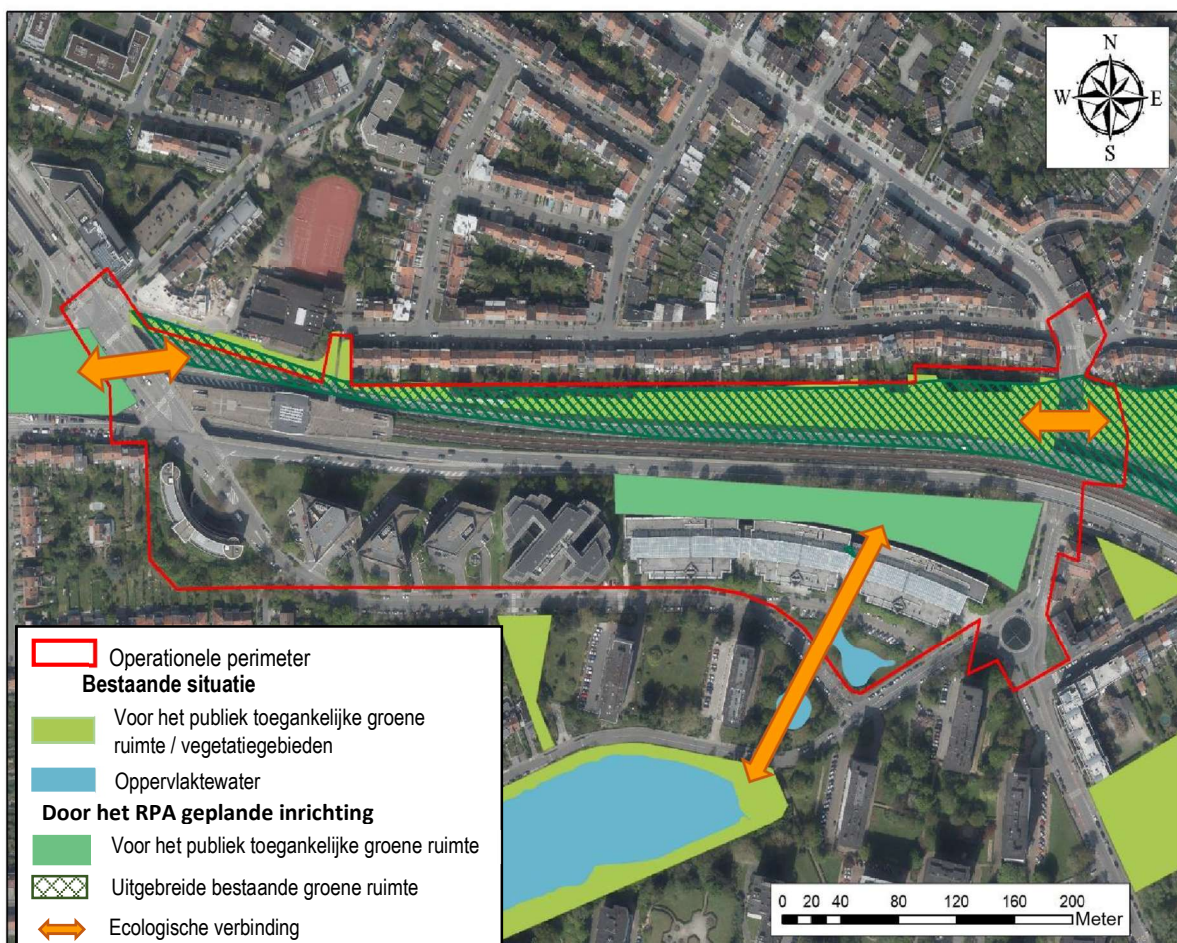 N
W E
S
Operationele perimeter
Bestaande situatie
Voor het publiek toegankelijke groene
ruimte / vegetatiegebieden
Oppervlaktewater
Door het RPA geplande inrichting
Voor het publiek toegankelijke groene ruimte
Uitgebreide bestaande groene ruimte
Ecologische verbinding
0 20 40 80 120 160 200
Meter